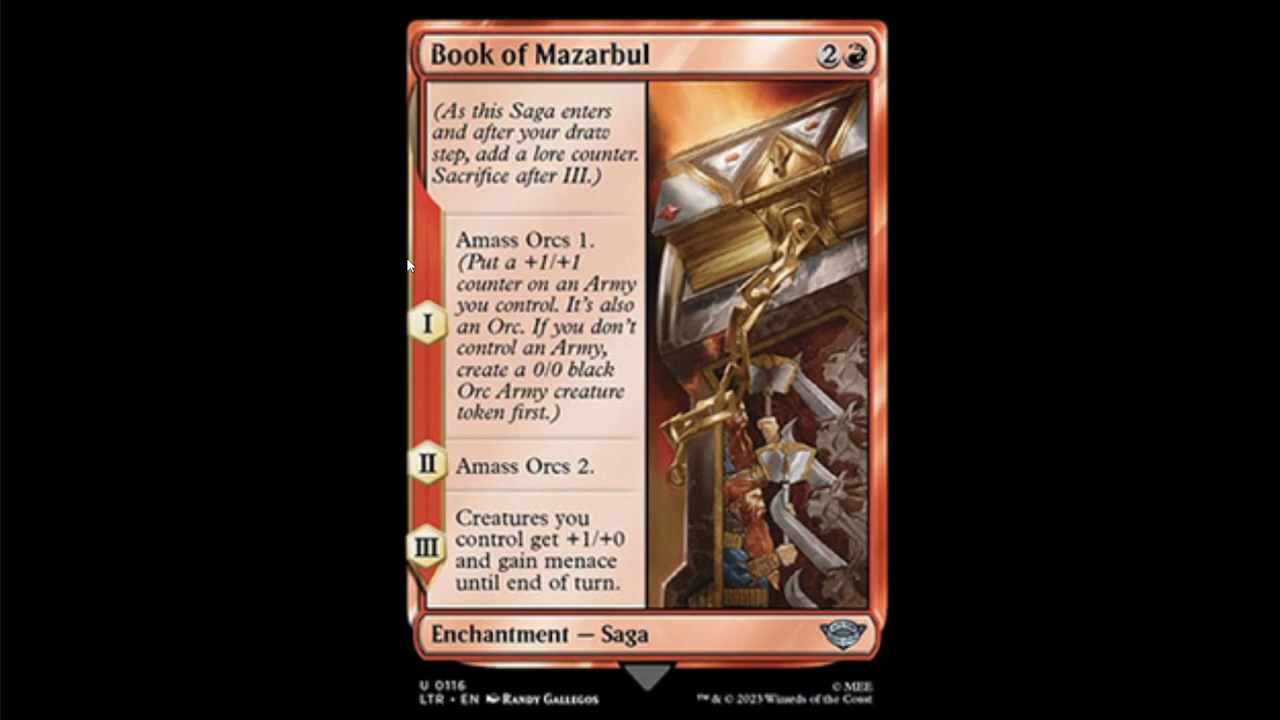 Book of Mazarbul
2
(As this Saga enters
and after your draw
step, add a lore counter.
Sacrifice after III.)
I
Amass Orcs 1.
(Put a +1/+1
counter on an Army
you control. It's also
an Orc. If you don't
control an Army,
create a 0/0 black
Orc Army creature
token first.)
II
Amass Orcs 2.
III
Creatures you
control get +1/+0
and gain menace
until end of turn.
Enchantment — Saga
U 0116
LTR • EN RANDY GALLEGOS
© MEE
™ & © 2023 Wizards of the Coast